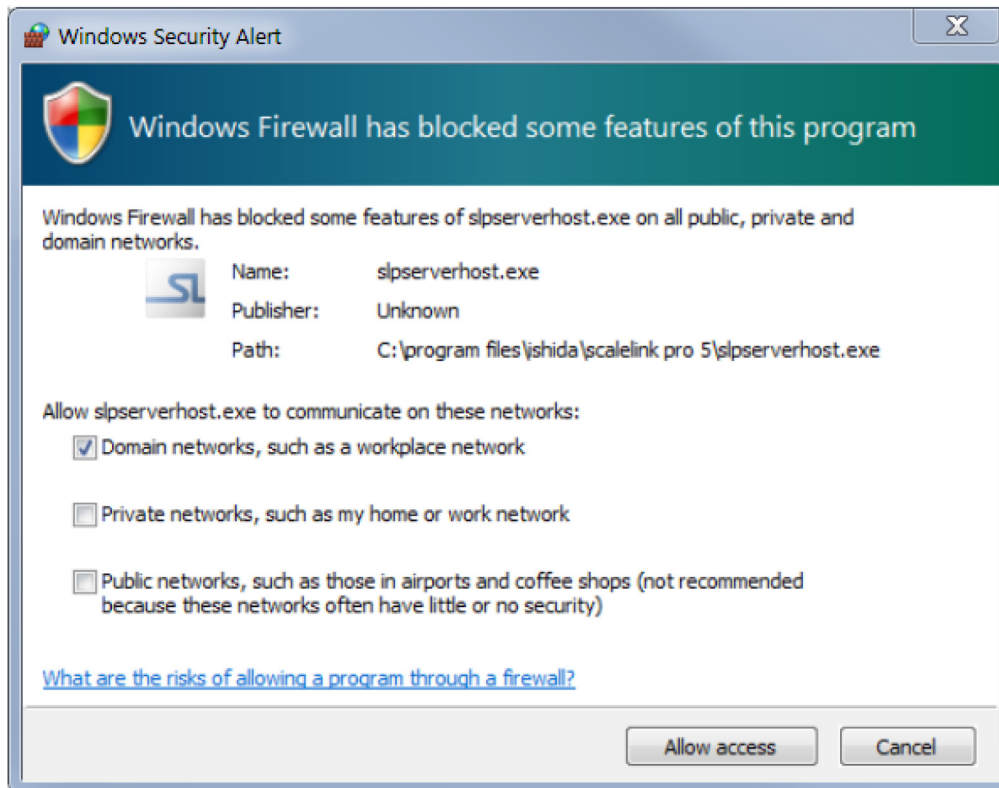 Windows Security Alert
Windows Firewall has blocked some features of this program
Windows Firewall has blocked some features of slpserverhost.exe on all public, private and
domain networks.
SL
Name: slpserverhost.exe
Publisher: Unknown
Path: C:\program files\ishida\scalelink pro 5\slpserverhost.exe
Allow slpserverhost.exe to communicate on these networks:
Domain networks, such as a workplace network
Private networks, such as my home or work network
Public networks, such as those in airports and coffee shops (not recommended
because these networks often have little or no security)
What are the risks of allowing a program through a firewall?
Allow access Cancel